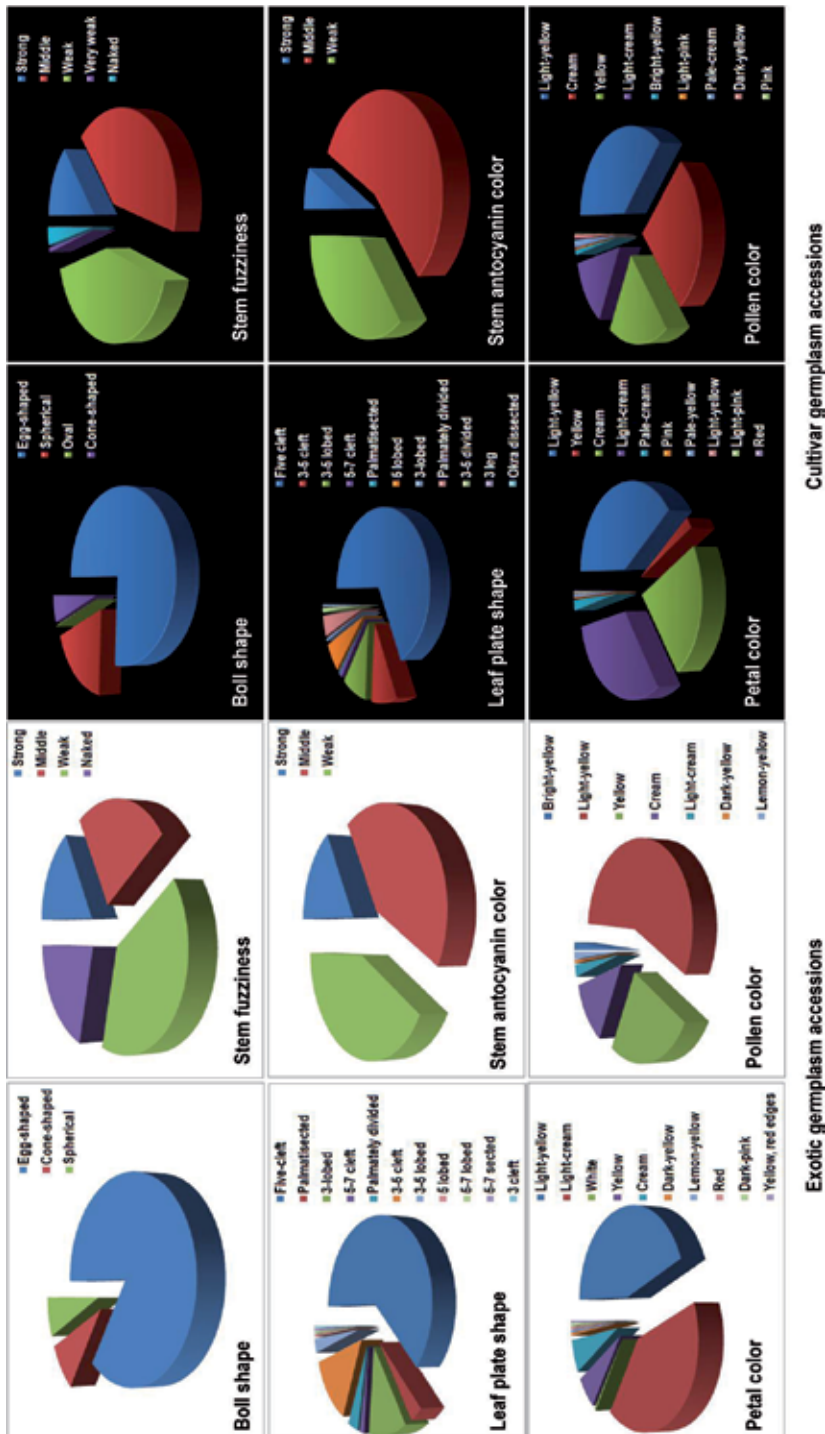 Boll shape
Egg-shaped
Cone-shaped
Spherical
Stem fuzziness
Strong
Middle
Weak
Naked
Boll shape
Egg-shaped
Spherical
Oval
Cone-shaped
Stem fuzziness
Strong
Middle
Weak
Very weak
Naked
Leaf plate shape
Five-cleft
Palmatisected
3-lobed
5-7 cleft
Palmately divided
3-5 cleft
3-5 lobed
5 lobed
5-7 lobed
5-7 sected
3 cleft
Stem antocyanin color
Strong
Middle
Weak
Leaf plate shape
Five cleft
3-5 cleft
3-5 lobed
5-7 cleft
Palmatisected
5 lobed
3-lobed
Palmately divided
3-5 divided
Okra dissected
Stem antocyanin color
Strong
Middle
Weak
Petal color
Light-yellow
Light-cream
White
Yellow
Cream
Dark-yellow
Lemon-yellow
Red
Dark-pink
Yellow, red edges
Pollen color
Bright-yellow
Light-yellow
Yellow
Cream
Light-cream
Dark-yellow
Lemon-yellow
Petal color
Light-yellow
Yellow
Cream
Light-cream
Pale-cream
Pink
Pale-yellow
Light-yellow
Light-pink
Red
Pollen color
Light-yellow
Cream
Yellow
Light-cream
Bright-yellow
Light-pink
Pale-cream
Dark-yellow
Pink
Exotic germplasm accessions
Cultivar germplasm accessions